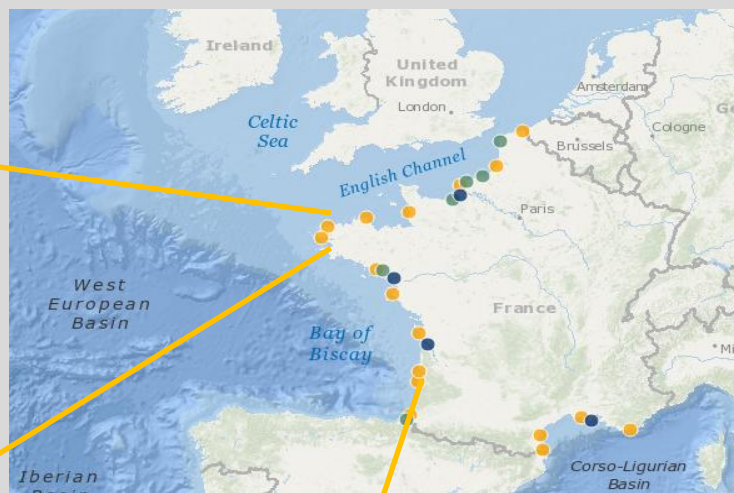 Ireland
United
Kingdom
Amsterdam
London
Celtic
Sea
Cologne
Brussels
English Channel
Paris
West
European
Basin
France
Bay of
Biscay
Iberian
Corso-Ligurian
Basin